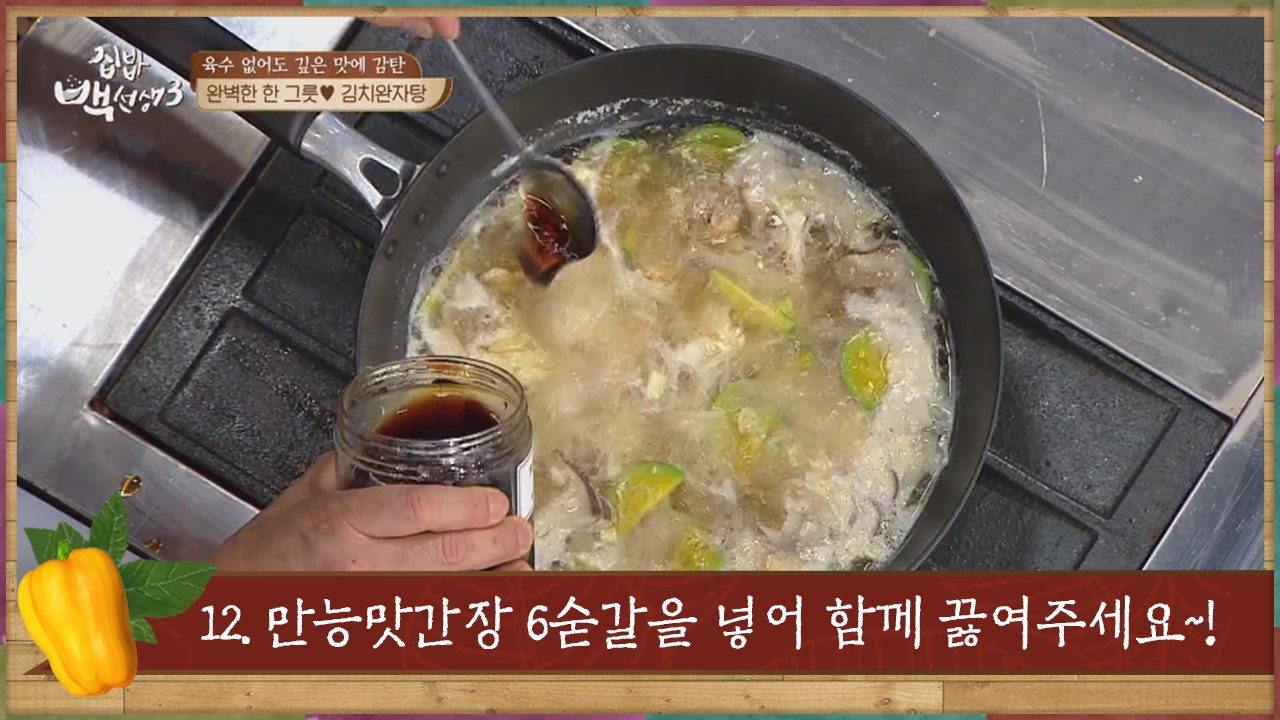 집밥
백선생3
육수 없어도 깊은 맛에 감탄
완벽한 한 그릇♥ 김치완자탕
12. 만능맛간장 6숟갈을 넣어 함께 끓여주세요~!